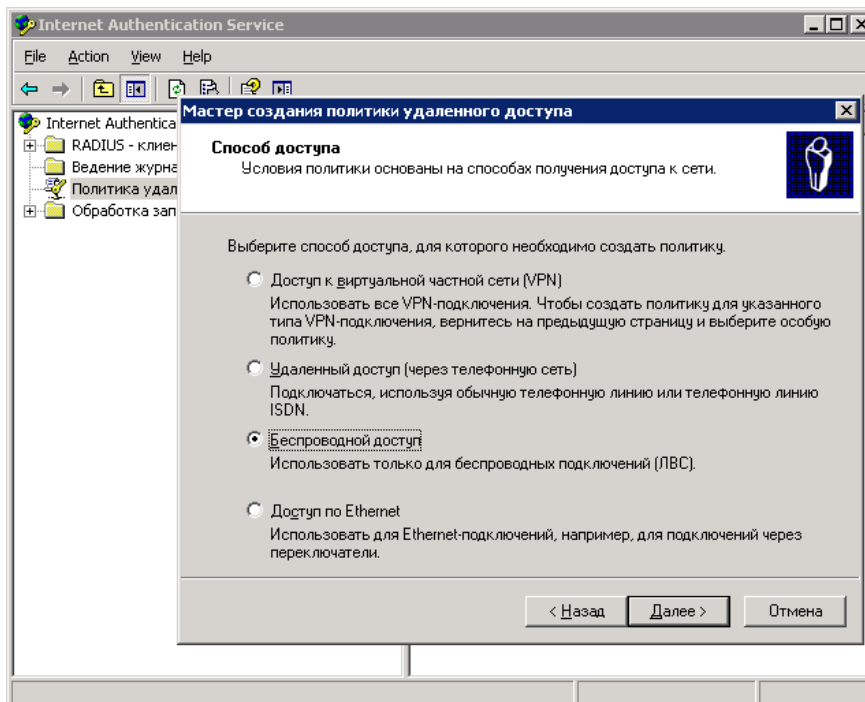 Internet Authentication Service
File Action View Help
Мастер создания политики удаленного доступа
Internet Authentica
RADIUS - клиен
Ведение журна
Политика удал
Обработка зап
Способ доступа
Условия политики основаны на способах получения доступа к сети.
Выберите способ доступа, для которого необходимо создать политику.
Доступ к виртуальной частной сети (VPN)
Использовать все VPN-подключения. Чтобы создать политику для указанного
типа VPN-подключения, вернитесь на предыдущую страницу и выберите особую
политику.
Удаленный доступ (через телефонную сеть)
Подключаться, используя обычную телефонную линию или телефонную линию
ISDN.
Беспроводной доступ
Использовать только для беспроводных подключений (ЛВС).
Доступ по Ethernet
Использовать для Ethernet-подключений, например, для подключений через
переключатели.
< Назад Далее > Отмена